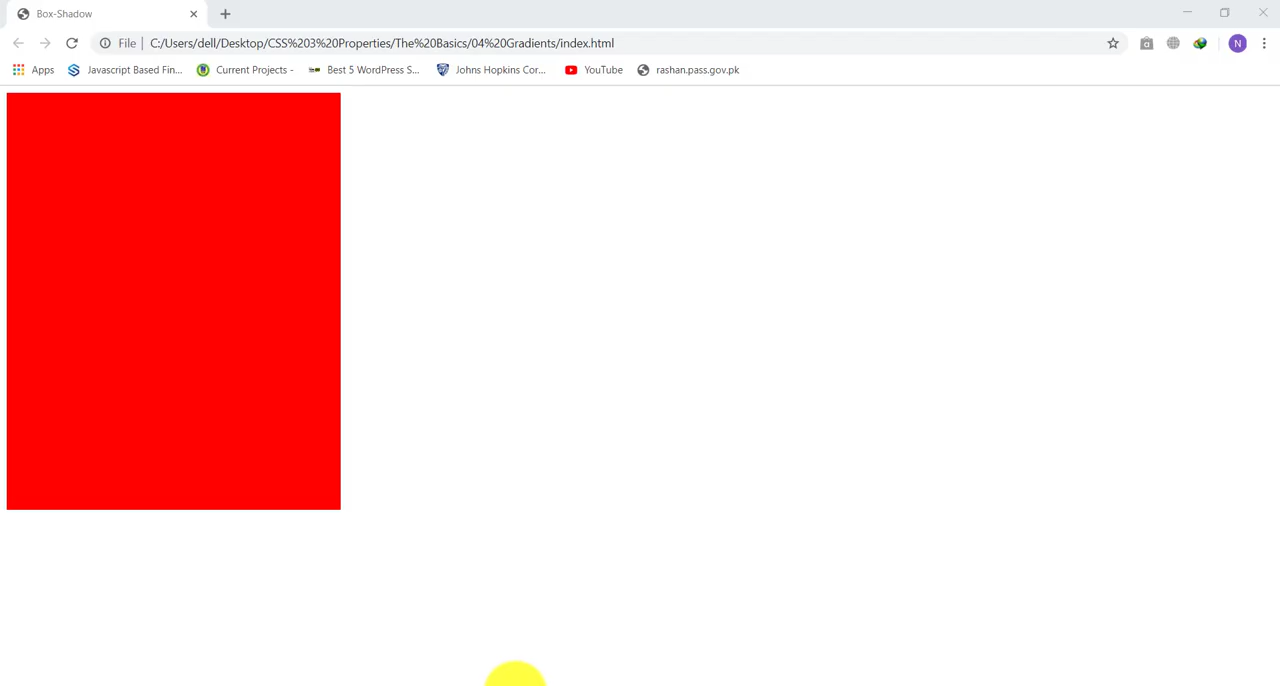 Box-Shadow
File | C:/Users/dell/Desktop/CSS%203%20Properties/The%20Basics/04%20Gradients/index.html
N
Apps Javascript Based Fin... Current Projects - Best 5 WordPress S... Johns Hopkins Cor... YouTube rashan.pass.gov.pk